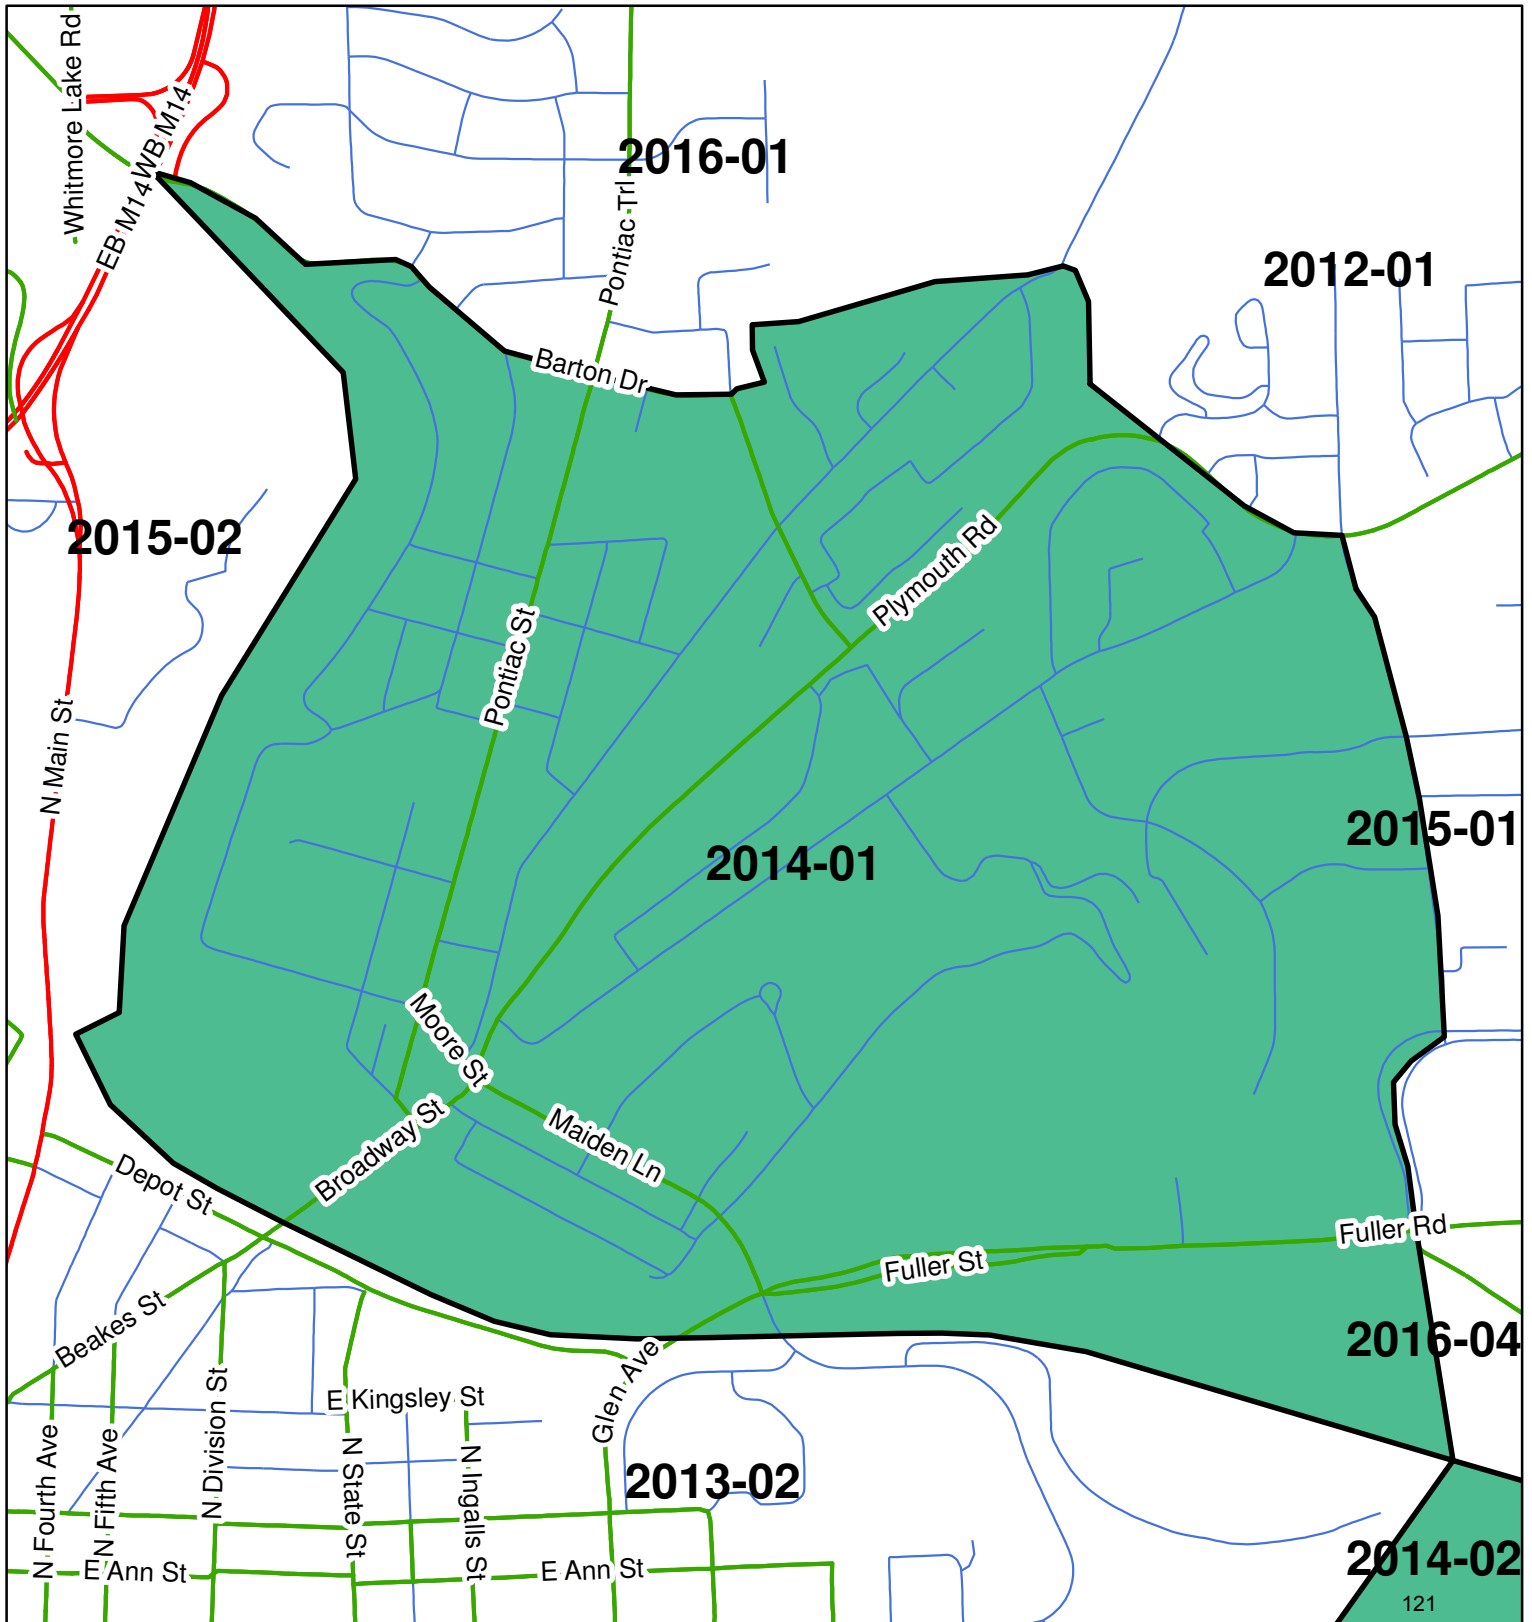 Whitmore Lake Rd
WB M14
EB M14
2016-01
Pontiac Trl
2012-01
Barton Dr
2015-02
Plymouth Rd
Pontiac St
N Main St
2015-01
2014-01
Moore St
Broadway St
Maiden Ln
Depot St
Fuller Rd
Fuller St
Beakes St
2016-04
Glen Ave
E Kingsley St
N Division St
N Fourth Ave
N Fifth Ave
N State St
N Ingalls St
2013-02
2014-02
E Ann St
E Ann St
121